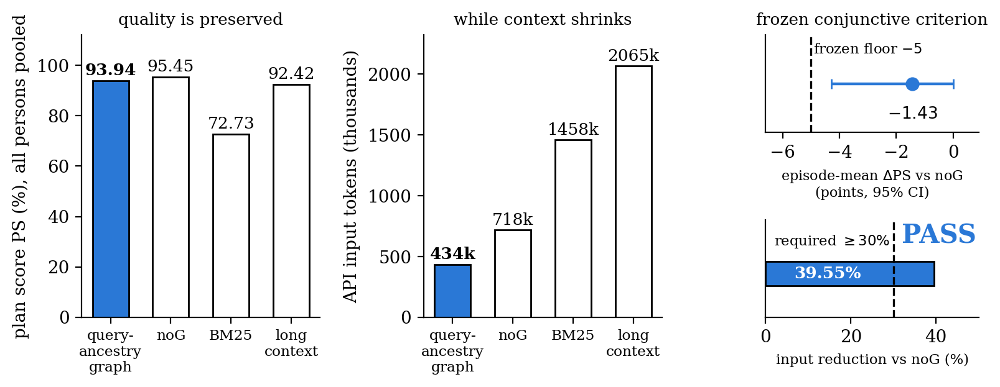 quality is preserved
plan score PS (%), all persons pooled
100
80
60
40
20
0
93.94
95.45
72.73
92.42
query-
ancestry
graph
noG
BM25
long
context
while context shrinks
API input tokens (thousands)
2000
1500
1000
500
0
434k
718k
1458k
2065k
query-
ancestry
graph
noG
BM25
long
context
frozen conjunctive criterion
frozen floor −5
−1.43
−6 −4 −2 0
episode-mean ΔPS vs noG
(points, 95% CI)
required ≥30%
PASS
39.55%
0 20 40
input reduction vs noG (%)